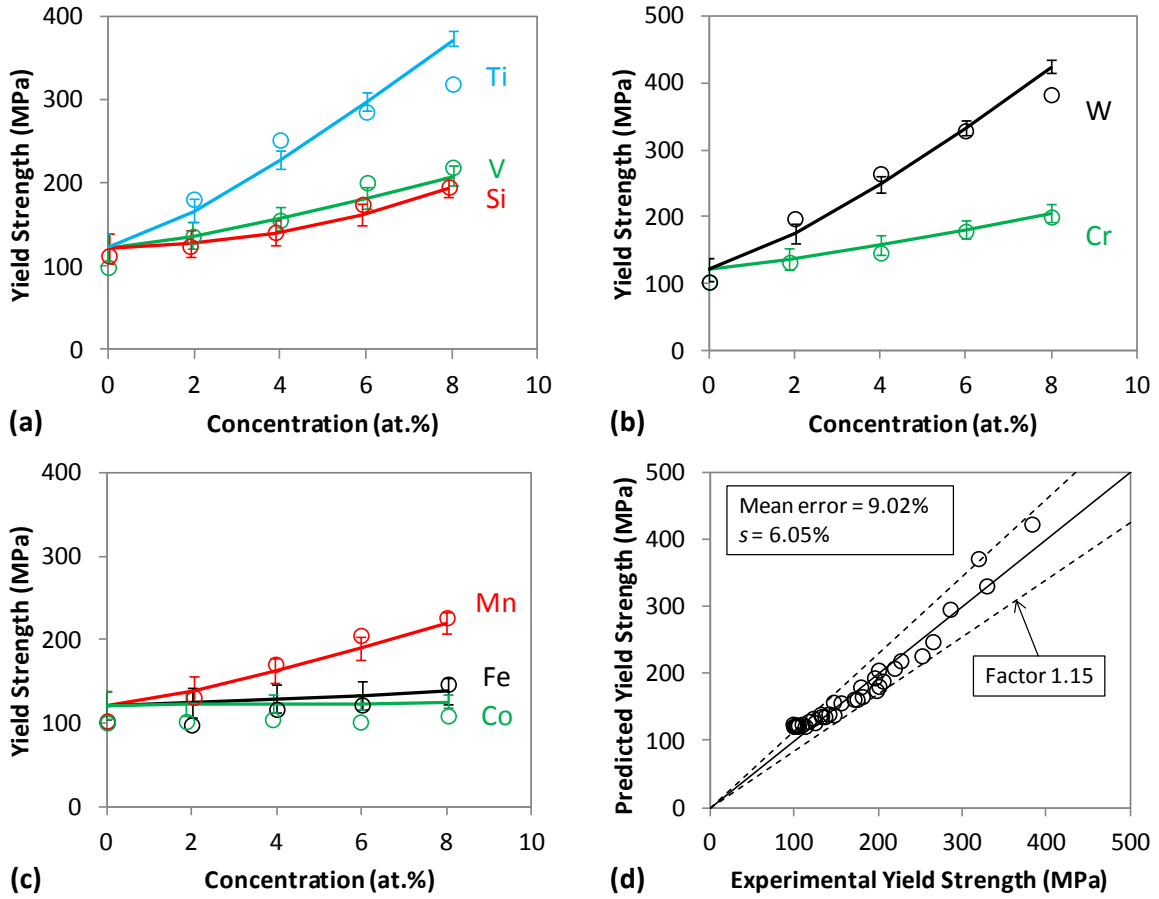 (a)
Yield Strength (MPa)
400
300
200
100
0
Ti
V
Si
0 2 4 6 8 10
Concentration (at.%)
(b)
Yield Strength (MPa)
500
400
300
200
100
0
W
Cr
0 2 4 6 8 10
Concentration (at.%)
(c)
Yield Strength (MPa)
400
300
200
100
0
Mn
Fe
Co
0 2 4 6 8 10
Concentration (at.%)
(d)
Predicted Yield Strength (MPa)
500
400
300
200
100
0
Mean error = 9.02%
s = 6.05%
Factor 1.15
0 100 200 300 400 500
Experimental Yield Strength (MPa)